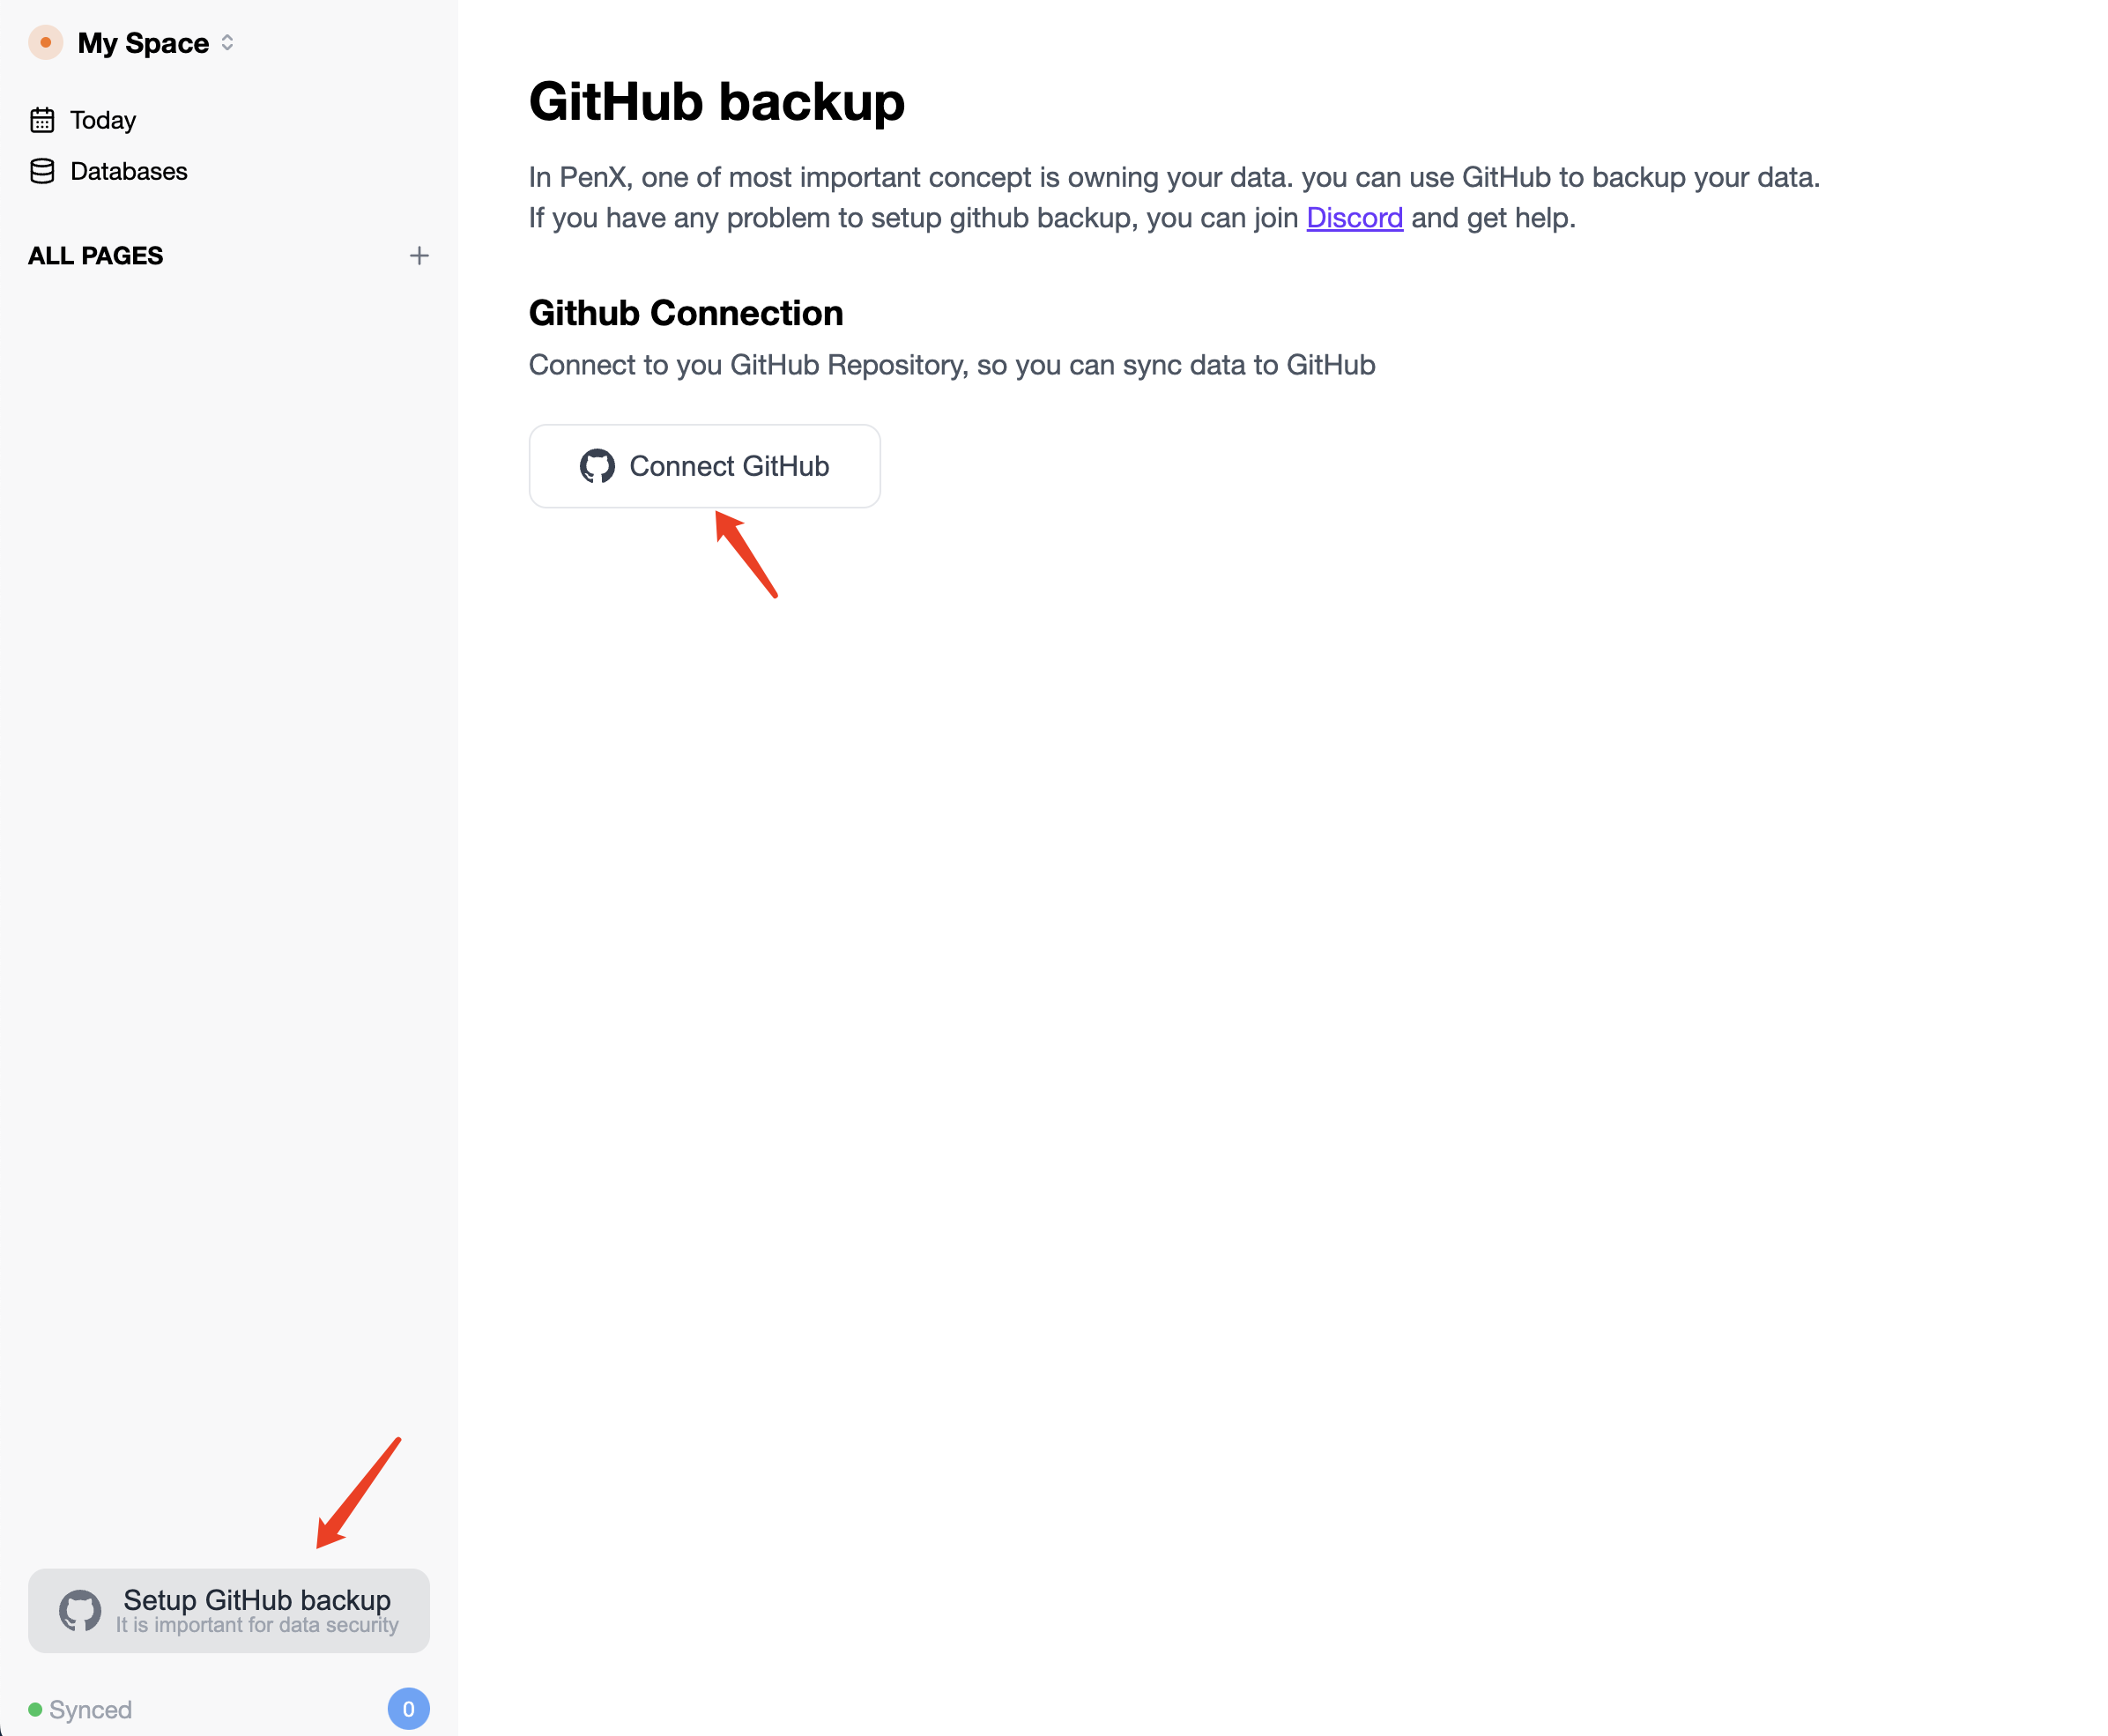 My Space
Today
Databases
ALL PAGES
GitHub backup
In PenX, one of most important concept is owning your data. you can use GitHub to backup your data.
If you have any problem to setup github backup, you can join Discord and get help.
Github Connection
Connect to you GitHub Repository, so you can sync data to GitHub
Connect GitHub
Setup GitHub backup
It is important for data security
Synced
0